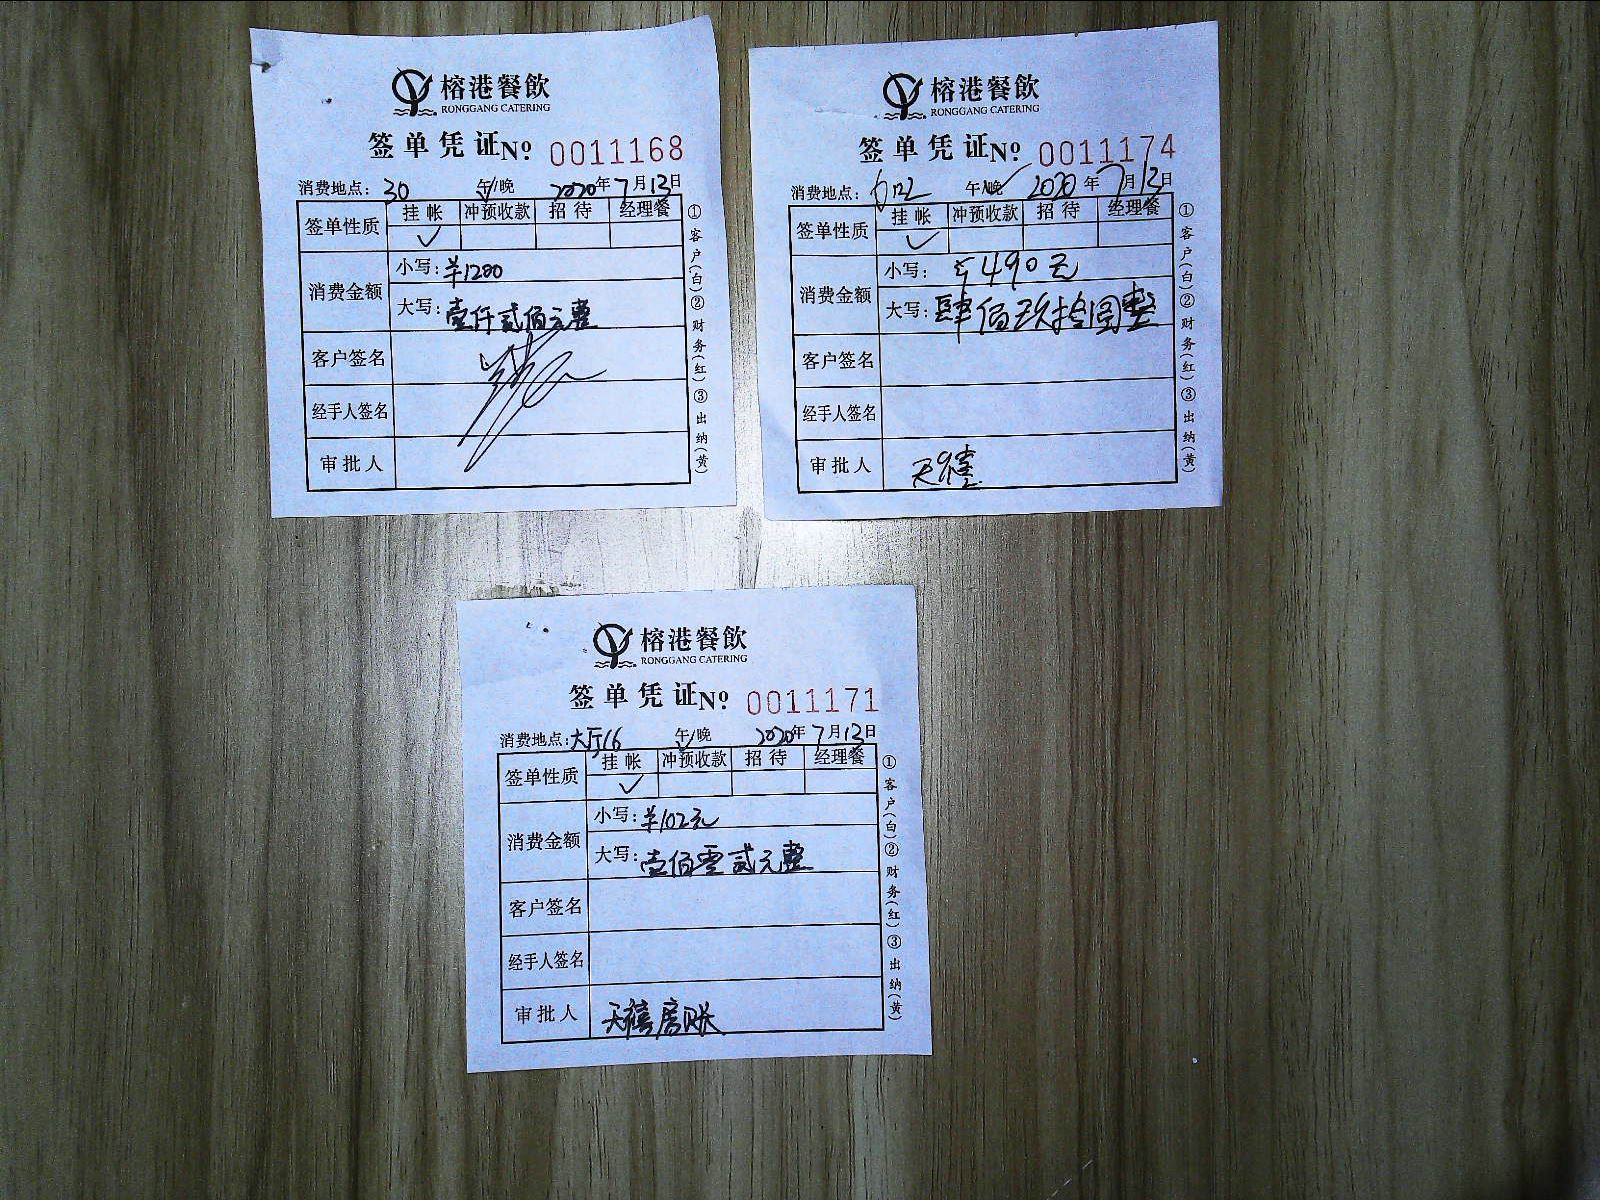 榕港餐飲
RONGGANG CATERING
签单凭证 Nº 0011168
消费地点: 30 午/晚 2020年7月13日
签单性质 挂帐 冲预收款 招待 经理餐
✓
消费金额 小写: ¥1200
大写: 壹仟贰佰元整
客户签名
经手人签名
审批人
①客户(白)②财务(红)③出纳(黄)
榕港餐飲
RONGGANG CATERING
签单凭证 Nº 0011174
消费地点: 午/晚 2020年7月13日
签单性质 挂帐 冲预收款 招待 经理餐
✓
消费金额 小写: ¥490元
大写: 肆佰玖拾圆整
客户签名
经手人签名
审批人 天禧
①客户(白)②财务(红)③出纳(黄)
榕港餐飲
RONGGANG CATERING
签单凭证 Nº 0011171
消费地点: 大厅16 午/晚 2020年7月13日
签单性质 挂帐 冲预收款 招待 经理餐
✓
消费金额 小写: ¥102元
大写: 壹佰零贰元整
客户签名
经手人签名
审批人 天禧房账
①客户(白)②财务(红)③出纳(黄)